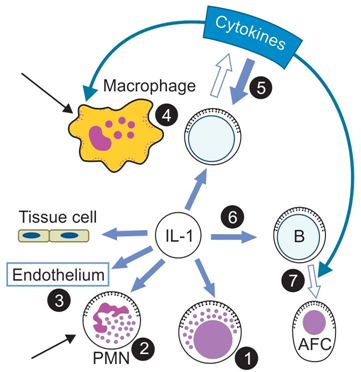 Cytokines
Macrophage
5
4
Tissue cell
IL-1
6
B
Endothelium
7
3
PMN
2
1
AFC